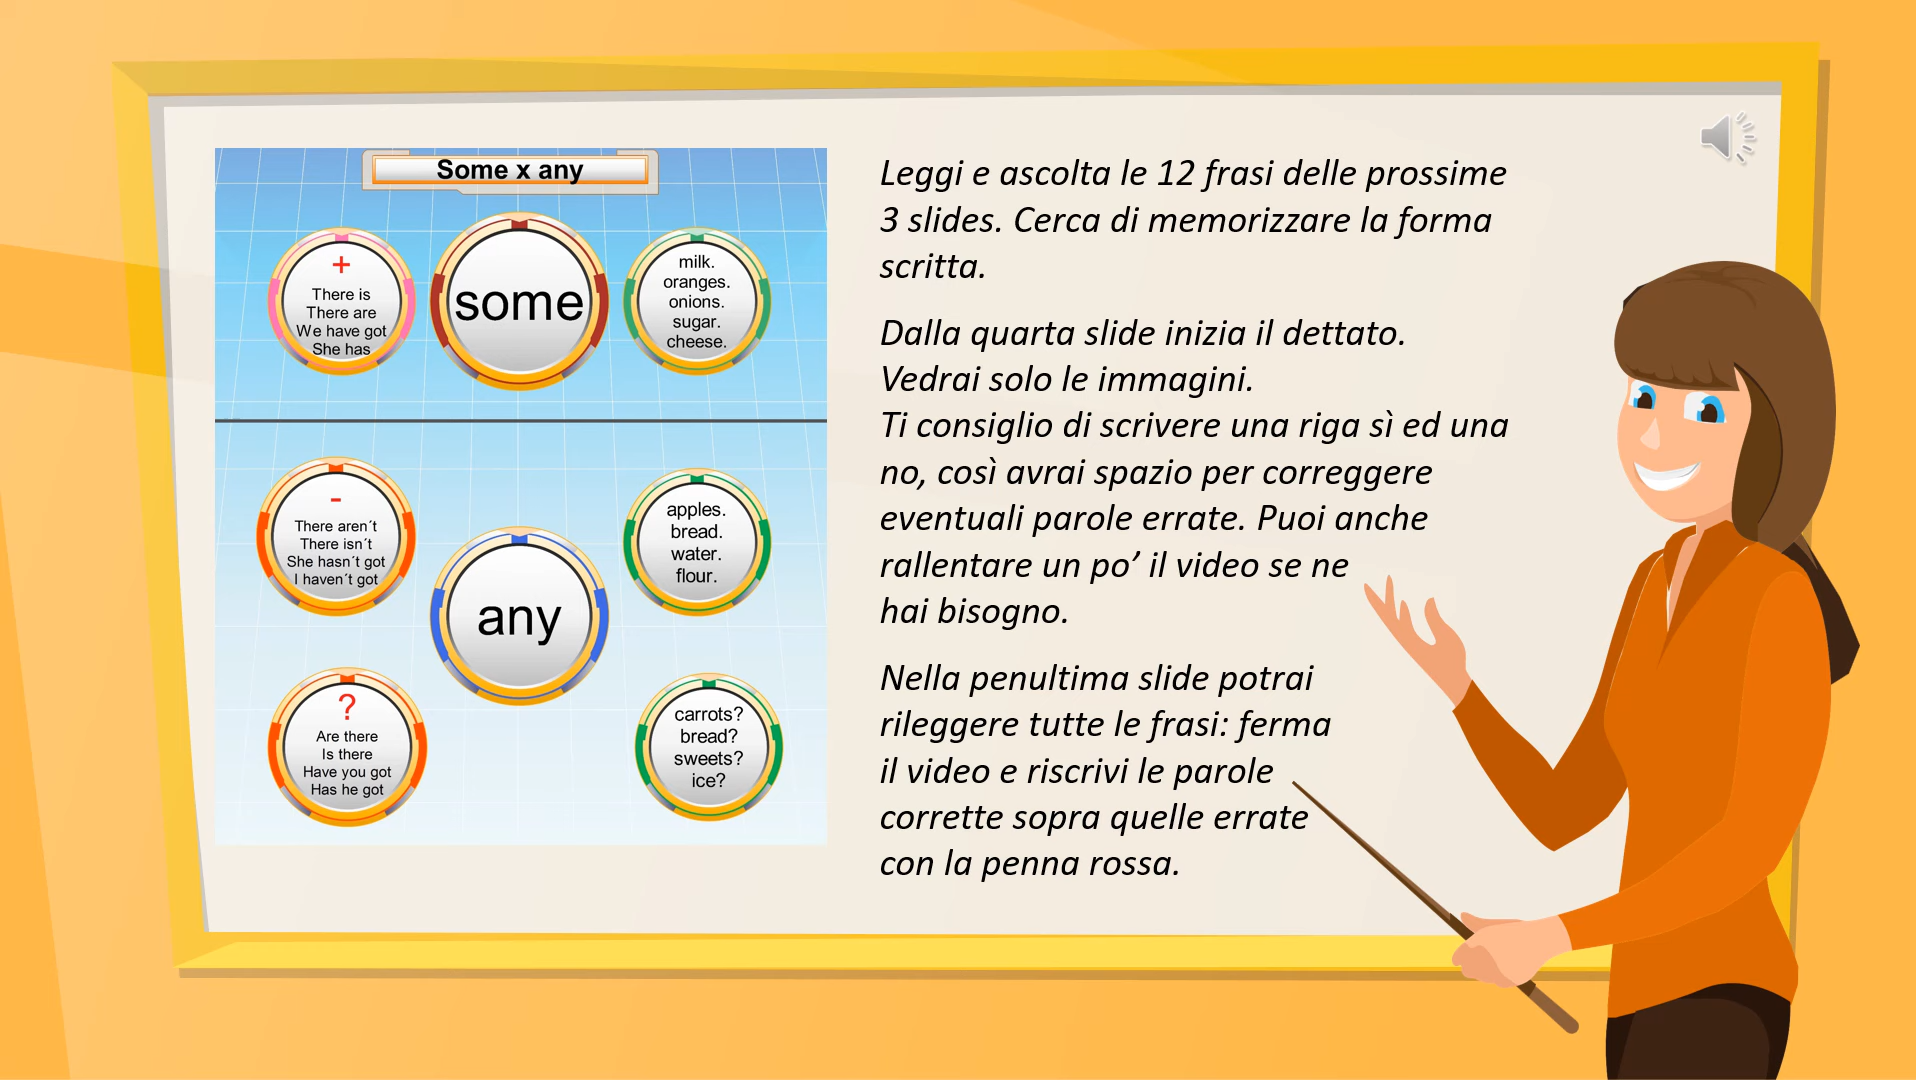 Some x any
+
There is
There are
We have got
She has
some
milk.
oranges.
onions.
sugar.
cheese.
-
There aren´t
There isn´t
She hasn´t got
I haven´t got
any
apples.
bread.
water.
flour.
?
Are there
Is there
Have you got
Has he got
carrots?
bread?
sweets?
ice?
Leggi e ascolta le 12 frasi delle prossime
3 slides. Cerca di memorizzare la forma
scritta.
Dalla quarta slide inizia il dettato.
Vedrai solo le immagini.
Ti consiglio di scrivere una riga sì ed una
no, così avrai spazio per correggere
eventuali parole errate. Puoi anche
rallentare un po’ il video se ne
hai bisogno.
Nella penultima slide potrai
rileggere tutte le frasi: ferma
il video e riscrivi le parole
corrette sopra quelle errate
con la penna rossa.